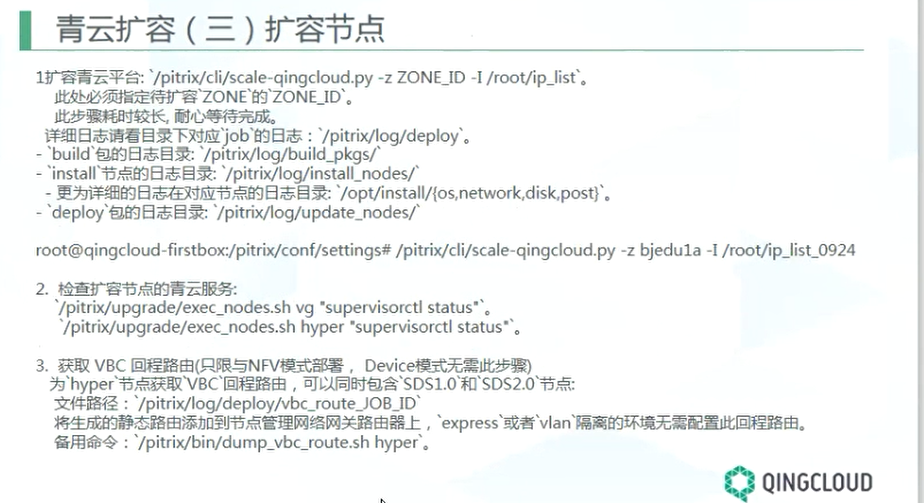 青云扩容（三）扩容节点
1扩容青云平台: `/pitrix/cli/scale-qingcloud.py -z ZONE_ID -I /root/ip_list`。
此处必须指定待扩容`ZONE`的`ZONE_ID`。
此步骤耗时较长, 耐心等待完成。
详细日志请看目录下对应`job`的日志：`/pitrix/log/deploy`。
- `build`包的日志目录: `/pitrix/log/build_pkgs/`
- `install`节点的日志目录: `/pitrix/log/install_nodes/`
- 更为详细的日志在对应节点的日志目录: `/opt/install/{os,network,disk,post}`。
- `deploy`包的日志目录: `/pitrix/log/update_nodes/`
root@qingcloud-firstbox:/pitrix/conf/settings# /pitrix/cli/scale-qingcloud.py -z bjedu1a -I /root/ip_list_0924
2. 检查扩容节点的青云服务:
`/pitrix/upgrade/exec_nodes.sh vg "supervisorctl status"`。
`/pitrix/upgrade/exec_nodes.sh hyper "supervisorctl status"`。
3. 获取 VBC 回程路由(只限与NFV模式部署， Device模式无需此步骤)
为`hyper`节点获取`VBC`回程路由，可以同时包含`SDS1.0`和`SDS2.0`节点:
文件路径：`/pitrix/log/deploy/vbc_route_JOB_ID`
将生成的静态路由添加到节点管理网络网关路由器上，`express`或者`vlan`隔离的环境无需配置此回程路由。
备用命令：`/pitrix/bin/dump_vbc_route.sh hyper`。
QINGCLOUD